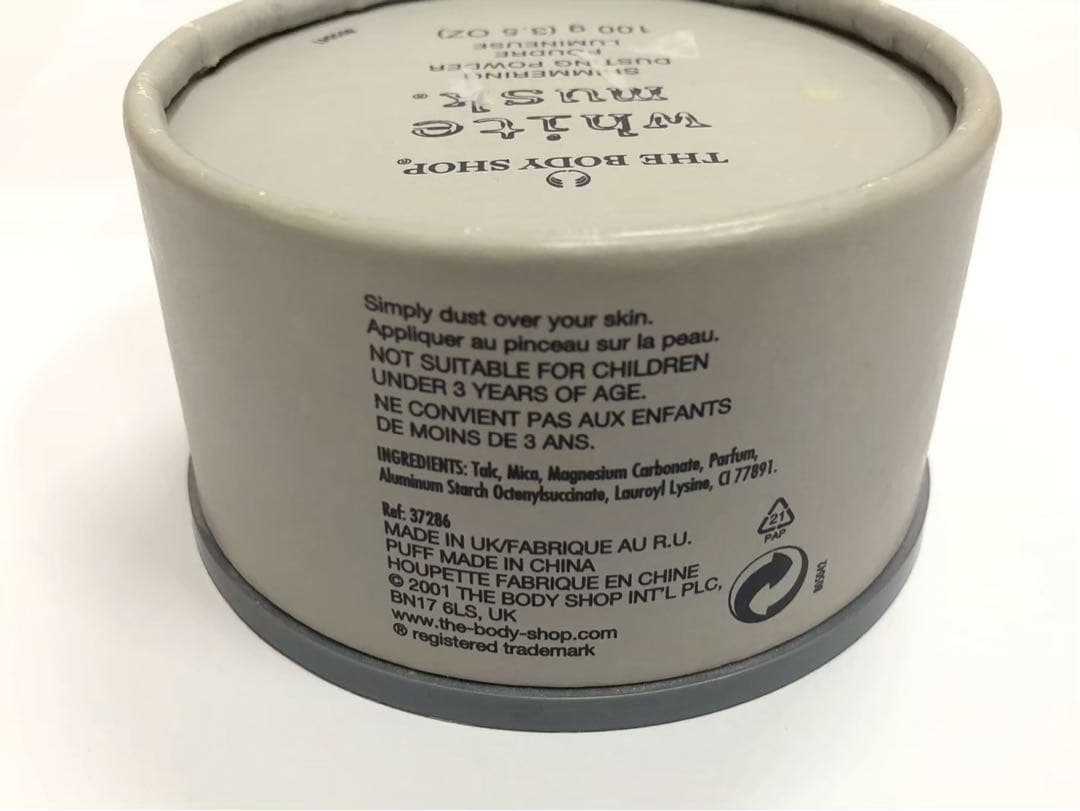 THE BODY SHOP®
white
musk®
SHIMMERING
DUSTING POWDER
POUDRE
LUMINEUSE
100 g (3.5 OZ)
Simply dust over your skin.
Appliquer au pinceau sur la peau.
NOT SUITABLE FOR CHILDREN
UNDER 3 YEARS OF AGE.
NE CONVIENT PAS AUX ENFANTS
DE MOINS DE 3 ANS.
INGREDIENTS: Talc, Mica, Magnesium Carbonate, Parfum,
Aluminum Starch Octenylsuccinate, Lauroyl Lysine, CI 77891.
Ref: 37286
MADE IN UK/FABRIQUE AU R.U.
PUFF MADE IN CHINA
HOUPETTE FABRIQUE EN CHINE
© 2001 THE BODY SHOP INT'L PLC,
BN17 6LS, UK
www.the-body-shop.com
® registered trademark
21
PAP